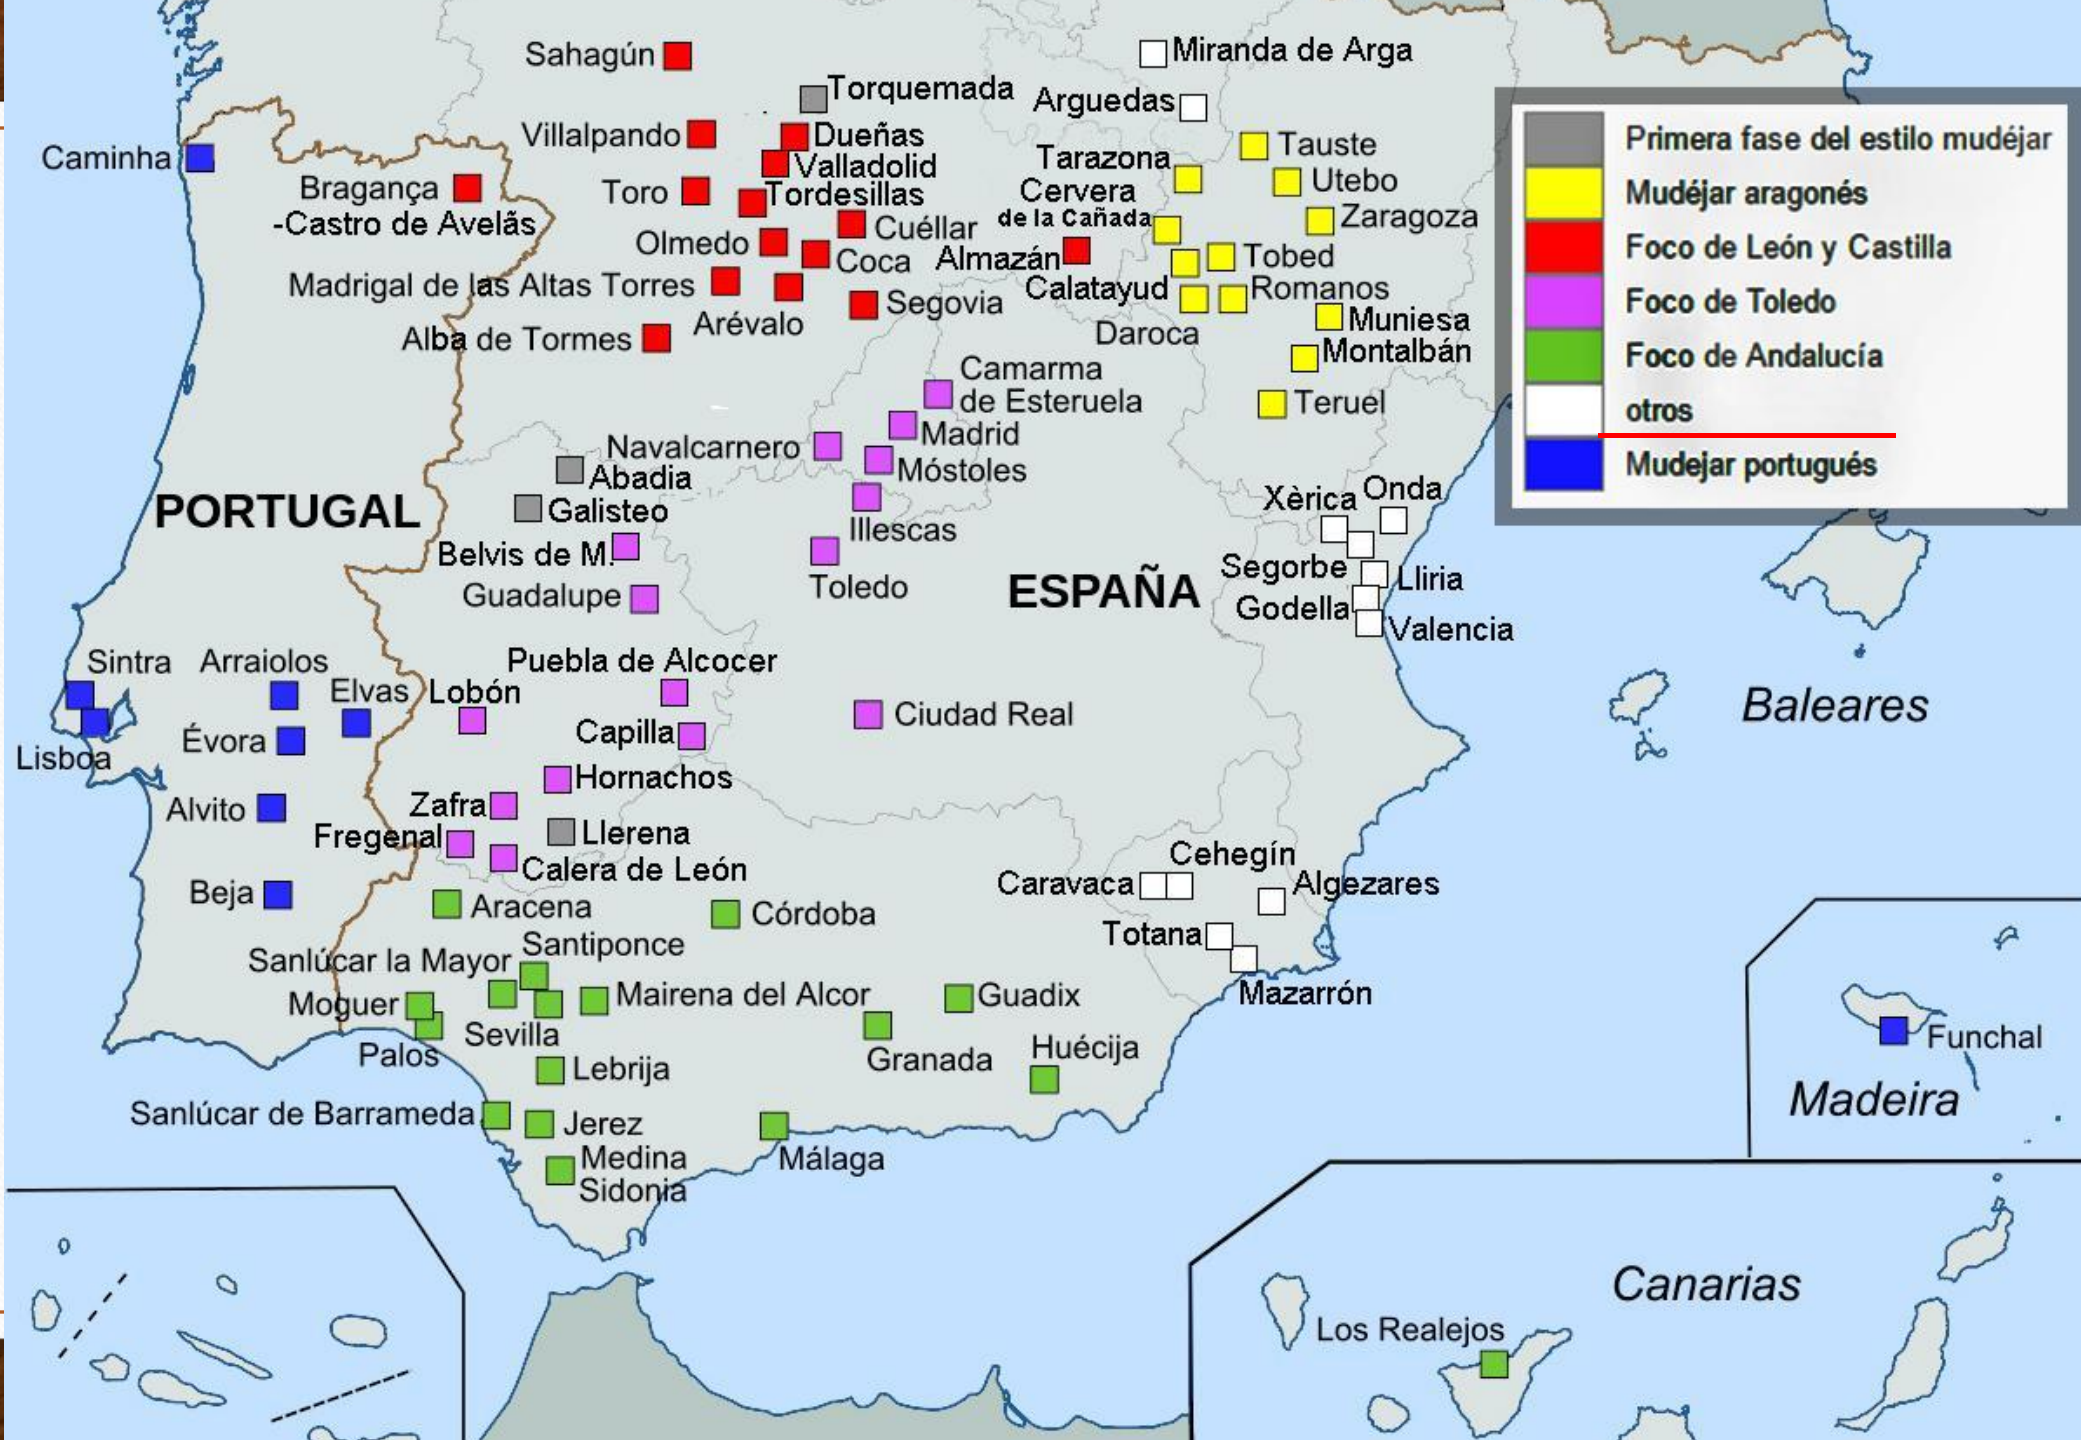 Sahagún
Miranda de Arga
Torquemada
Arguedas
Villalpando
Dueñas
Tauste
Caminha
Valladolid
Tarazona
Utebo
Bragança
-Castro de Avelãs
Toro
Tordesillas
Cervera
de la Cañada
Zaragoza
Cuéllar
Olmedo
Coca
Almazán
Tobed
Madrigal de las Altas Torres
Calatayud
Romanos
Segovia
Arévalo
Daroca
Muniesa
Alba de Tormes
Montalbán
Camarma
de Esteruela
Teruel
Madrid
Navalcarnero
Móstoles
Abadia
Galisteo
PORTUGAL
Xèrica
Onda
Illescas
Belvis de M.
Segorbe
Lliria
Toledo
ESPAÑA
Guadalupe
Godella
Valencia
Sintra
Arraiolos
Puebla de Alcocer
Elvas
Lobón
Baleares
Ciudad Real
Capilla
Évora
Lisboa
Hornachos
Zafra
Alvito
Fregenal
Llerena
Calera de León
Cehegín
Caravaca
Algezares
Beja
Aracena
Córdoba
Totana
Santiponce
Sanlúcar la Mayor
Mairena del Alcor
Guadix
Mazarrón
Moguer
Sevilla
Palos
Granada
Huécija
Funchal
Lebrija
Madeira
Sanlúcar de Barrameda
Jerez
Málaga
Medina
Sidonia
Canarias
Los Realejos
Primera fase del estilo mudéjar
Mudéjar aragonés
Foco de León y Castilla
Foco de Toledo
Foco de Andalucía
otros
Mudejar portugués